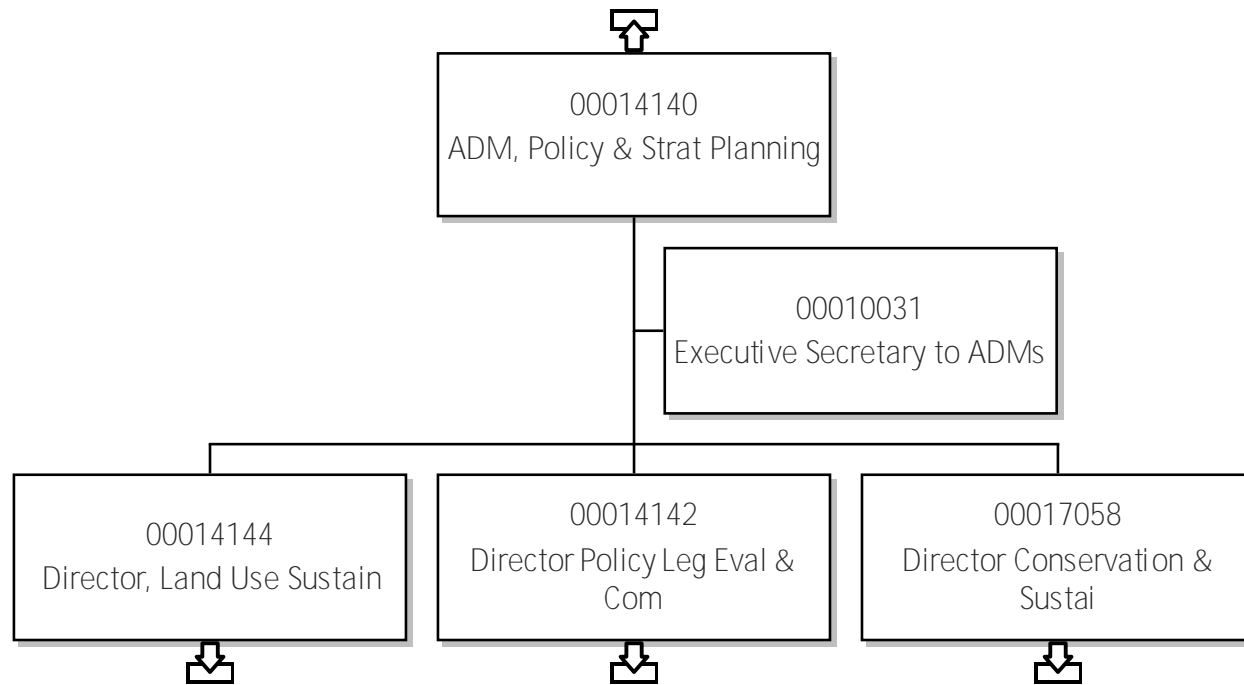 00014140
ADM, Policy & Strat Planning
00010031
Executive Secretary to ADMs
00014144
Director, Land Use Sustain
00014142
Director Policy Leg Eval &
Com
00017058
Director Conservation &
Sustai